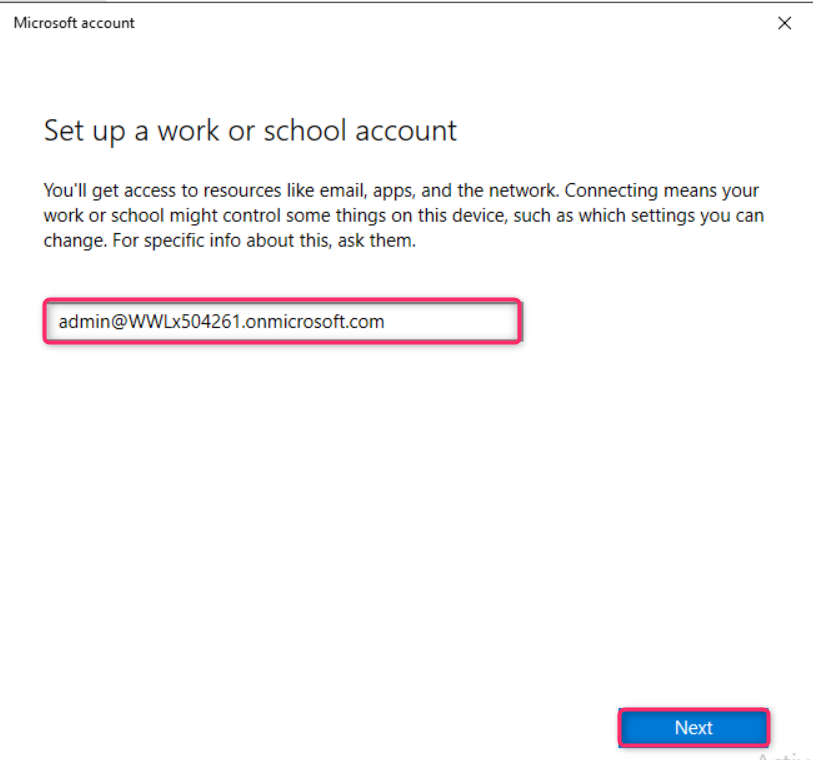 Microsoft account
Set up a work or school account
You'll get access to resources like email, apps, and the network. Connecting means your
work or school might control some things on this device, such as which settings you can
change. For specific info about this, ask them.
admin@WWLx504261.onmicrosoft.com
Next